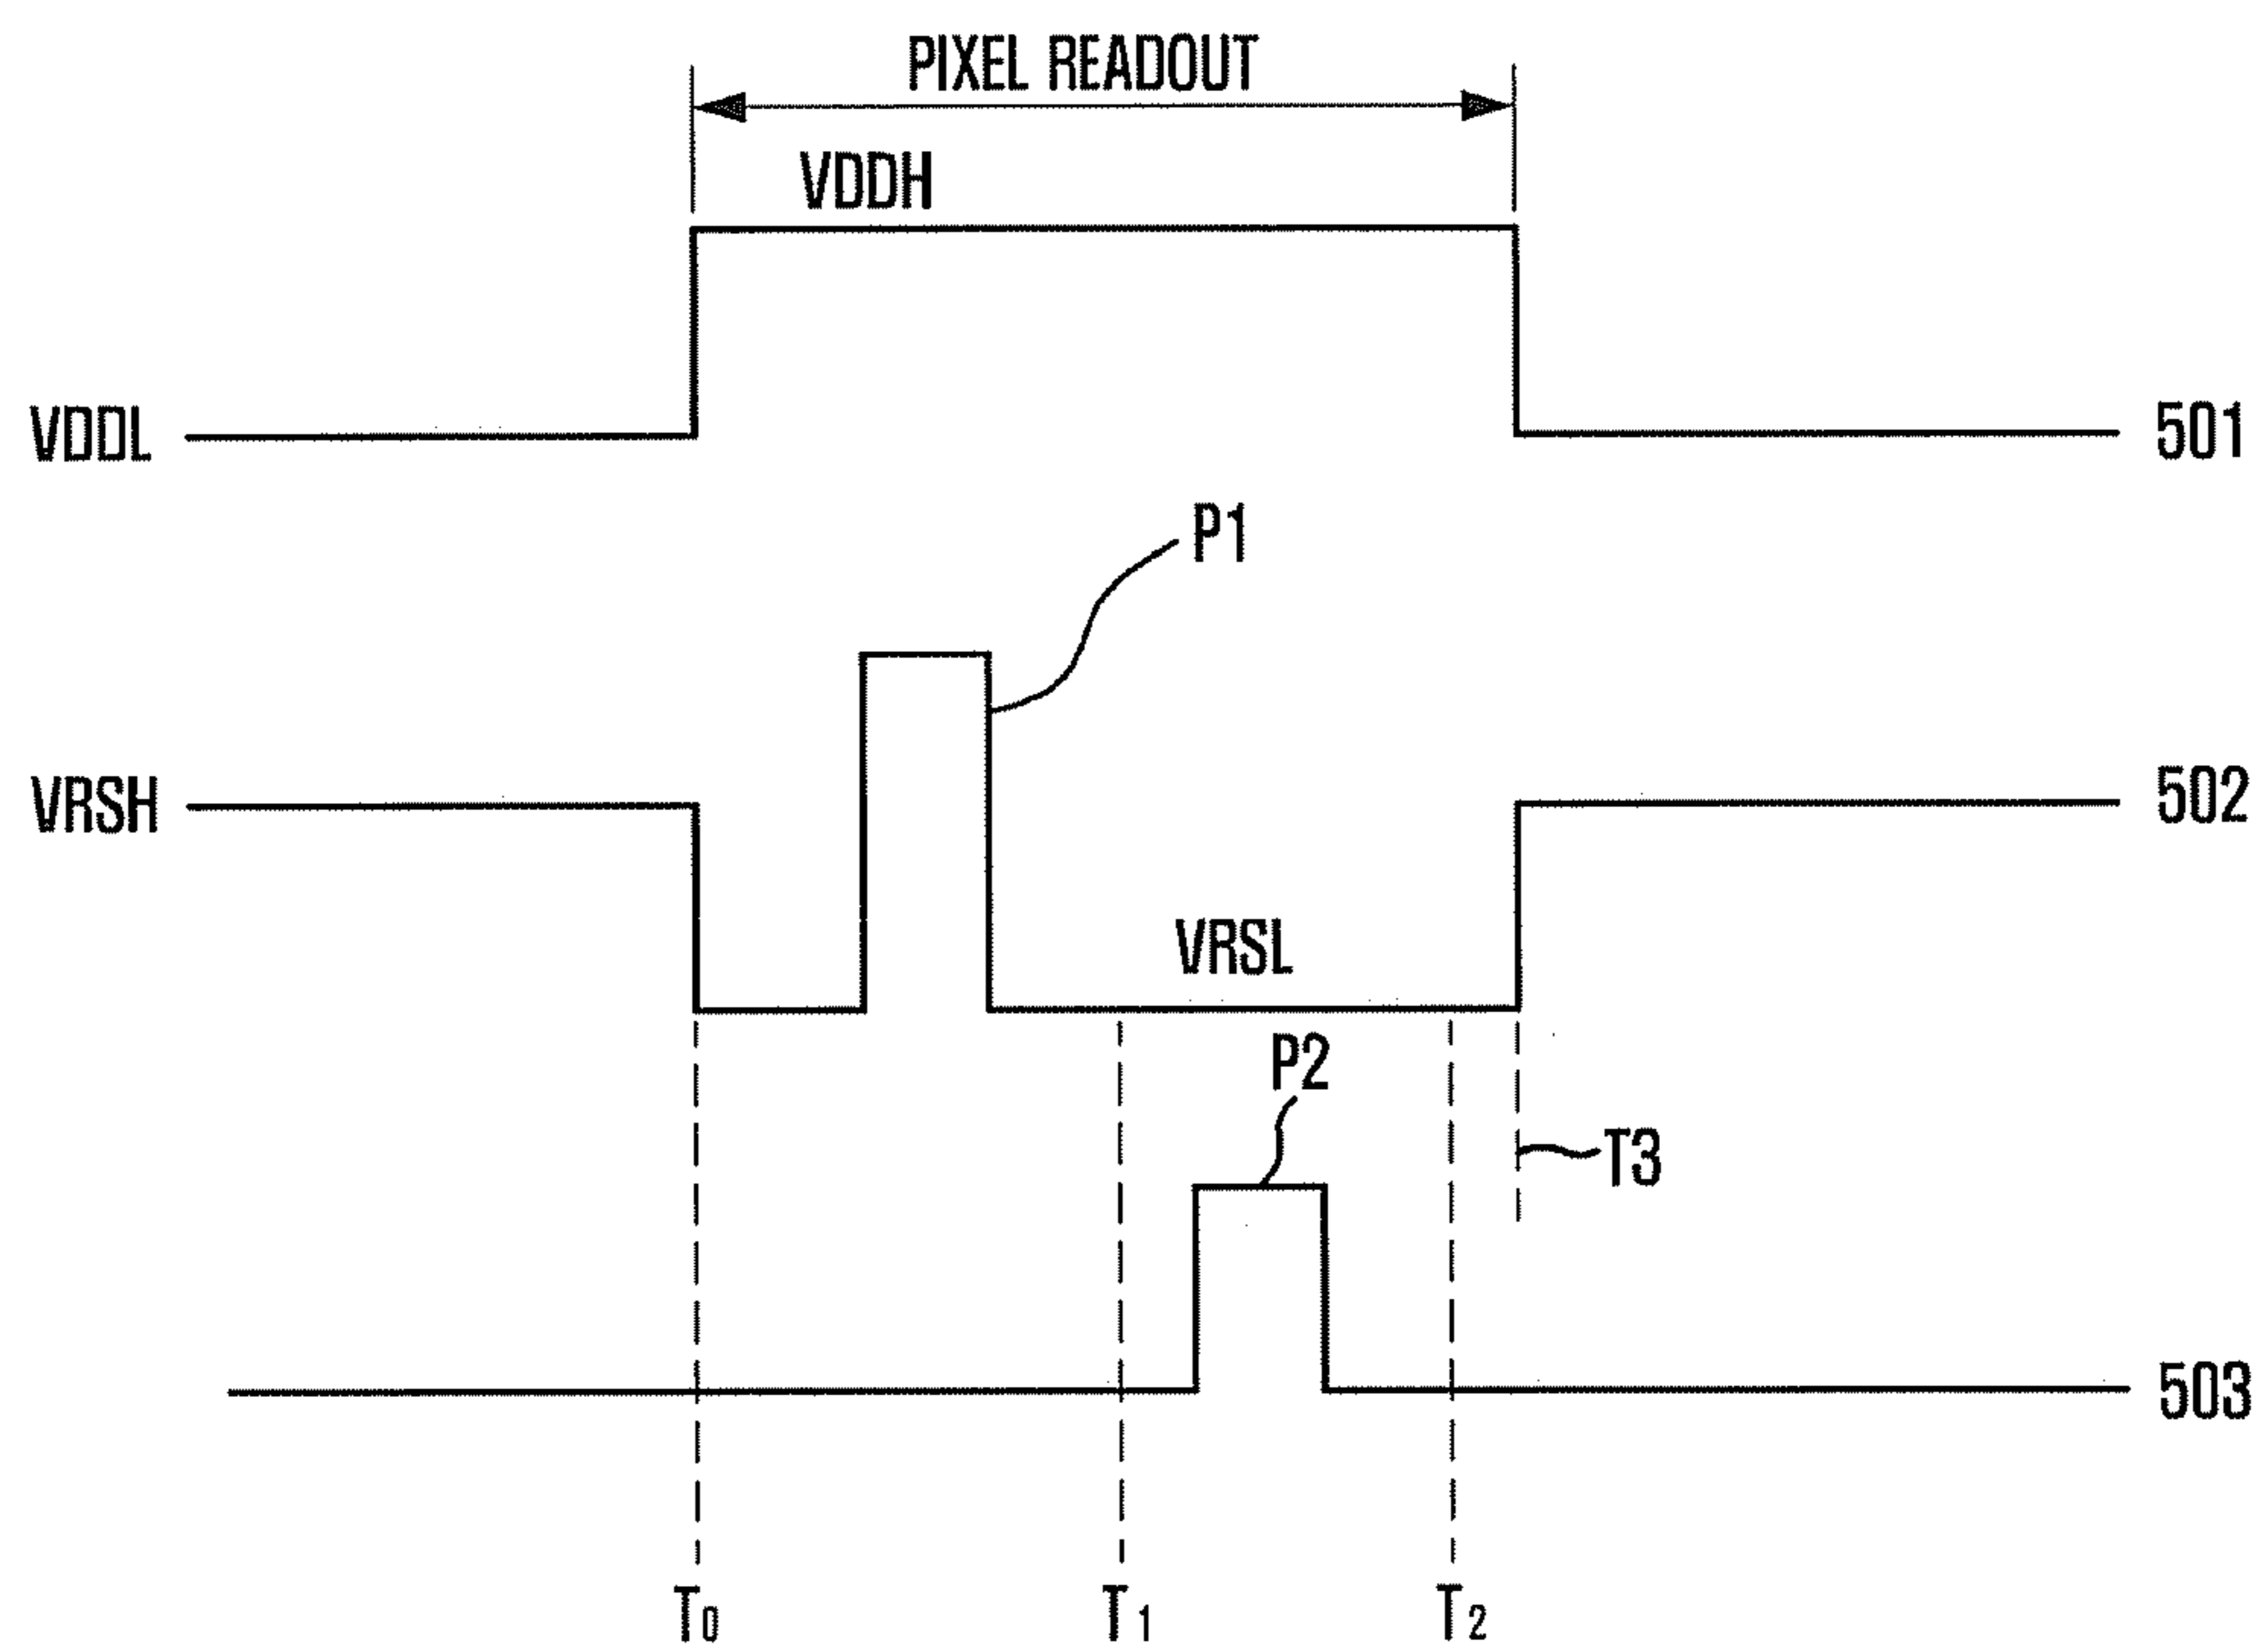 PIXEL READOUT
VDDH
VDDL
501
P1
VRSH
502
VRSL
P2
T3
503
T0
T1
T2